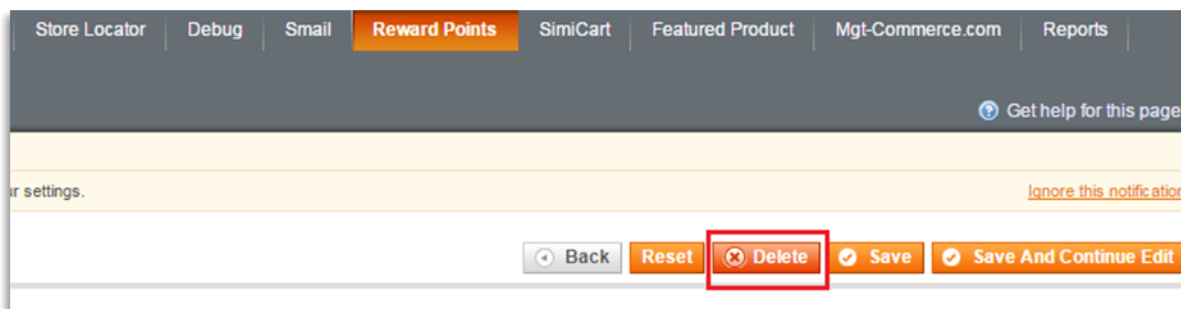 Store Locator Debug Smail Reward Points SimiCart Featured Product Mgt-Commerce.com Reports
Get help for this page
ur settings. Ignore this notification
Back Reset Delete Save Save And Continue Edit